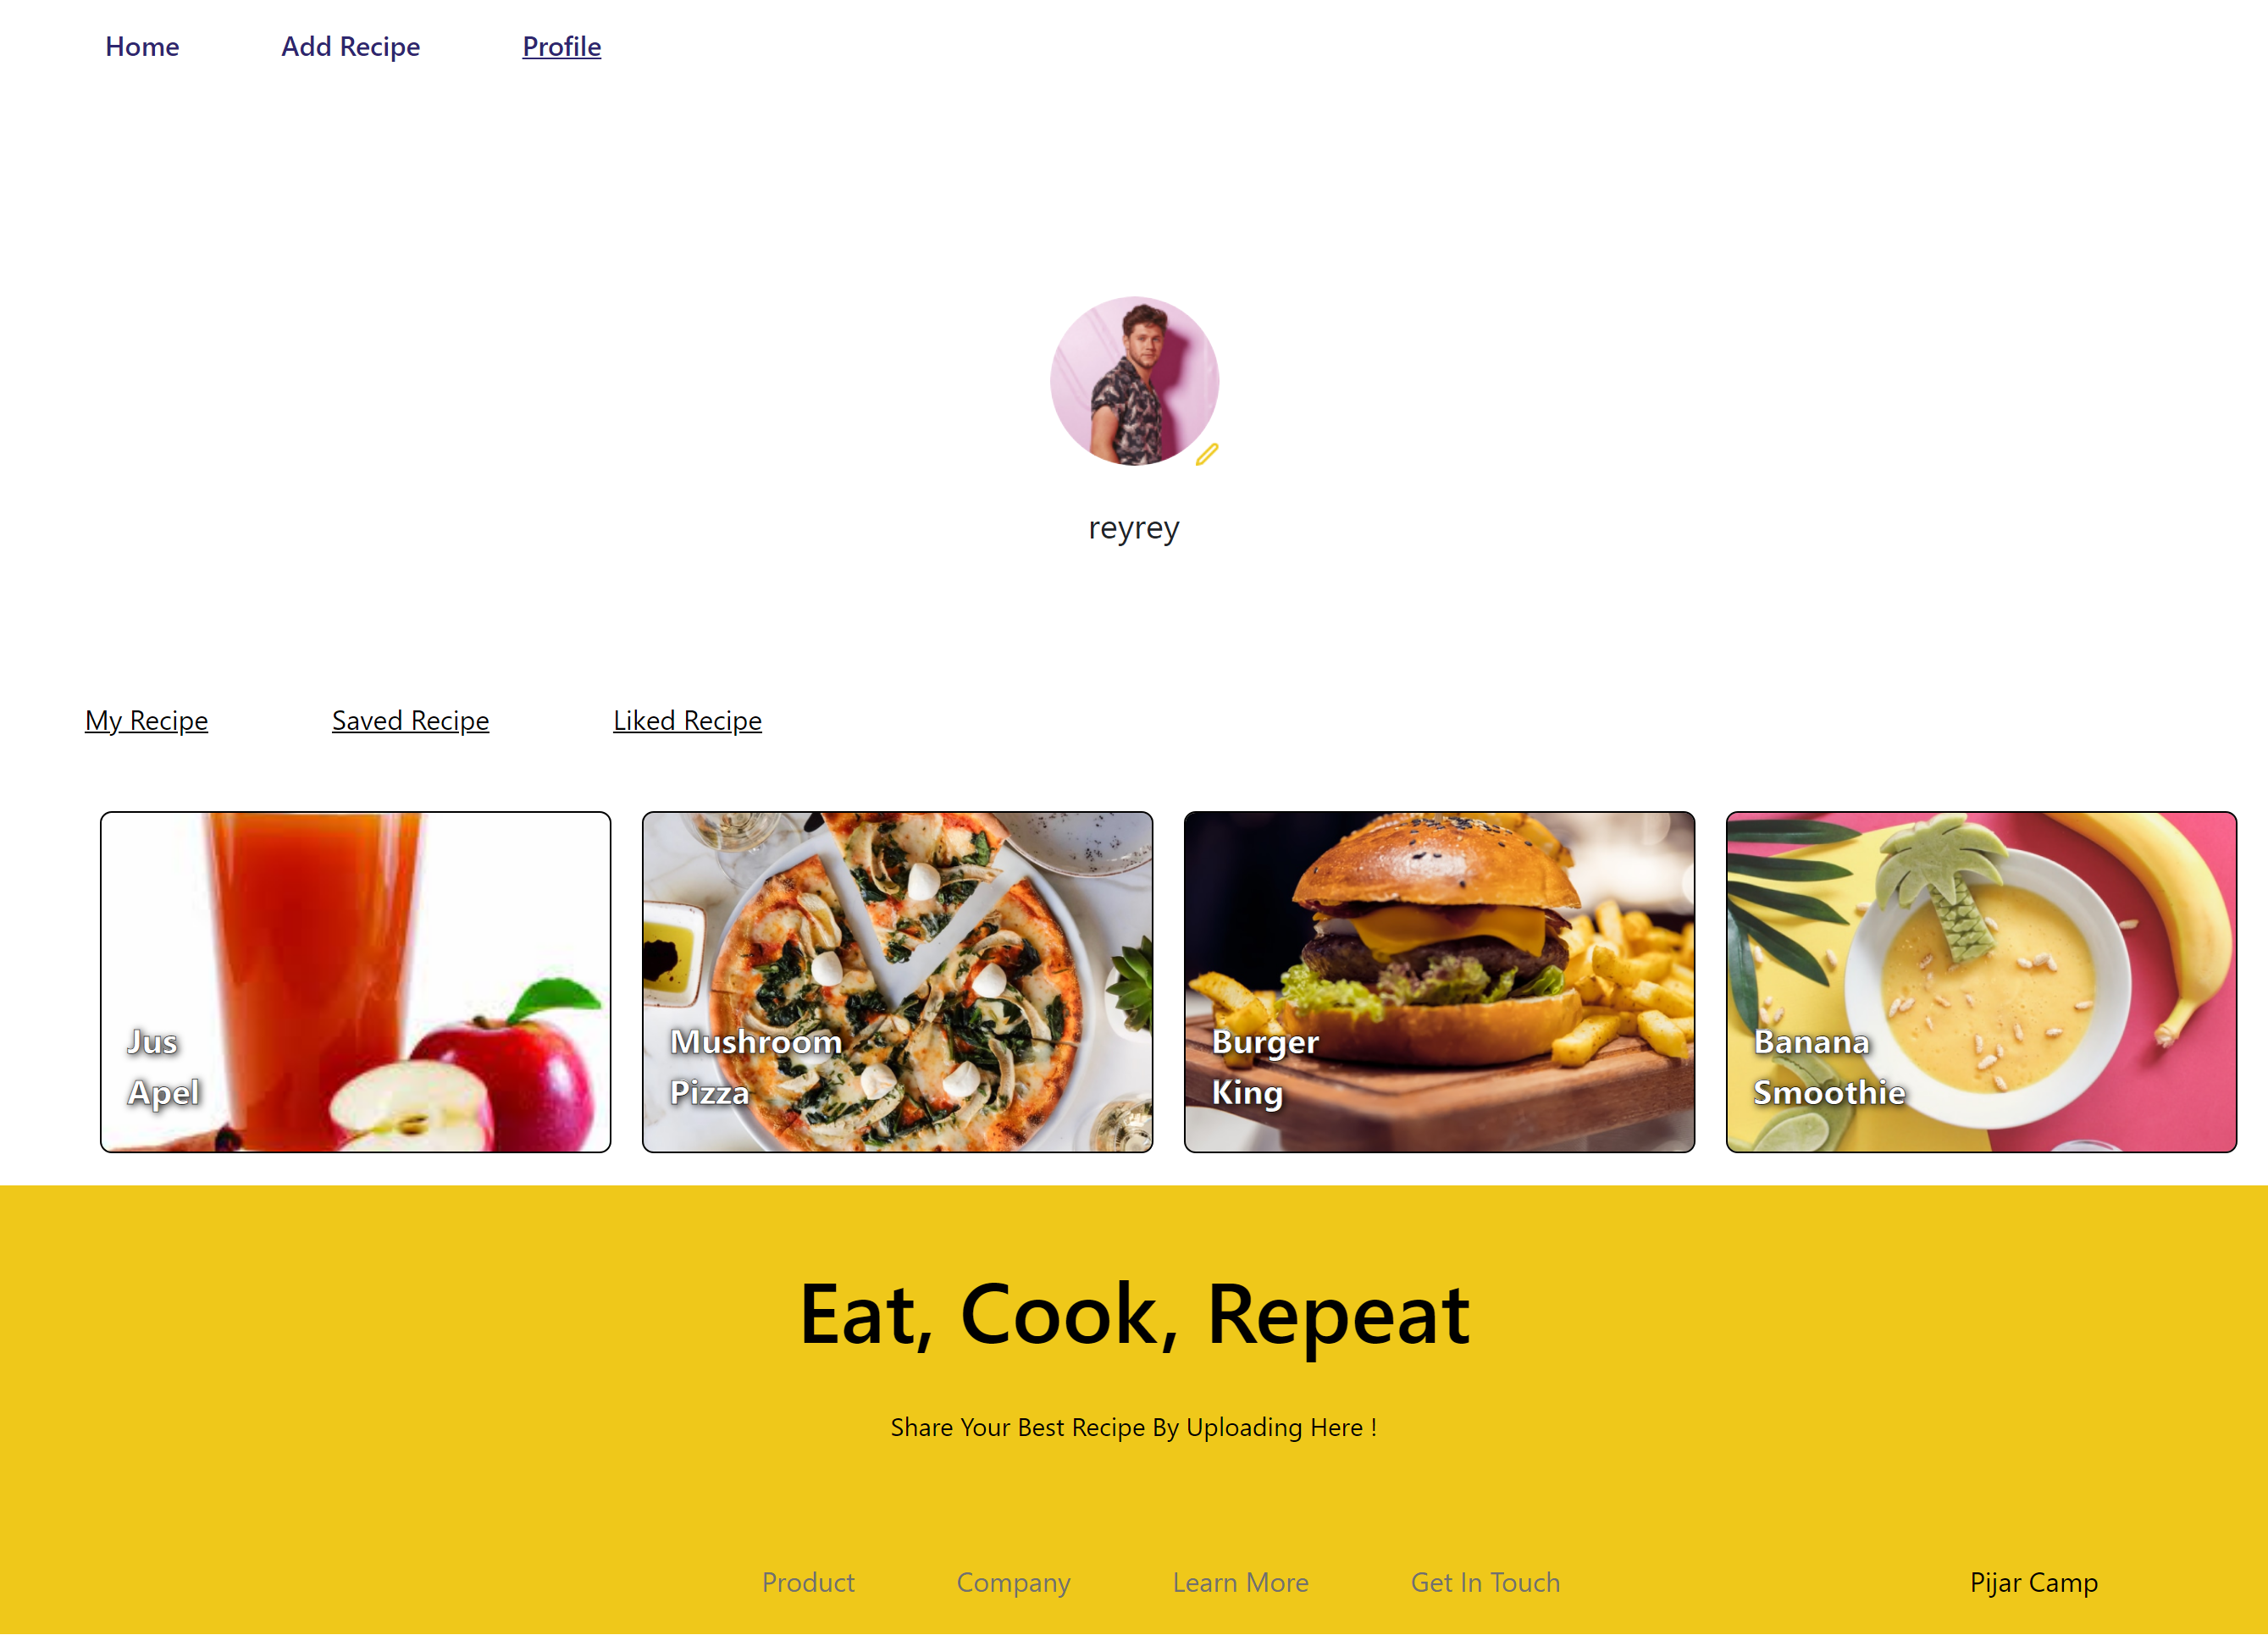 Home Add Recipe Profile
reyrey
My Recipe Saved Recipe Liked Recipe
Jus
Apel
Mushroom
Pizza
Burger
King
Banana
Smoothie
Eat, Cook, Repeat
Share Your Best Recipe By Uploading Here !
Product Company Learn More Get In Touch Pijar Camp